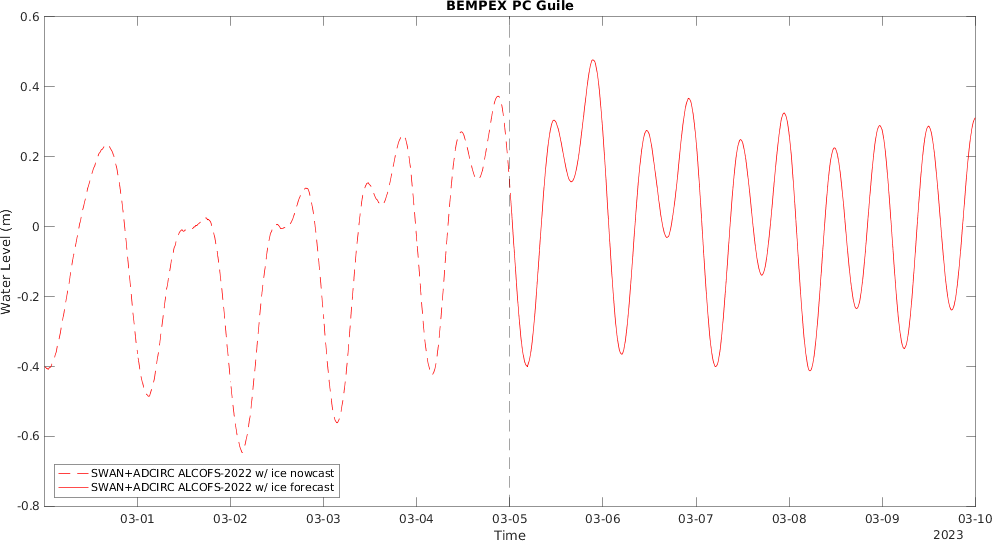 BEMPEX PC Guile
0.6
0.4
0.2
0
-0.2
-0.4
-0.6
-0.8
Water Level (m)
SWAN+ADCIRC ALCOFS-2022 w/ ice nowcast
SWAN+ADCIRC ALCOFS-2022 w/ ice forecast
03-01 03-02 03-03 03-04 03-05 03-06 03-07 03-08 03-09 03-10
Time
2023